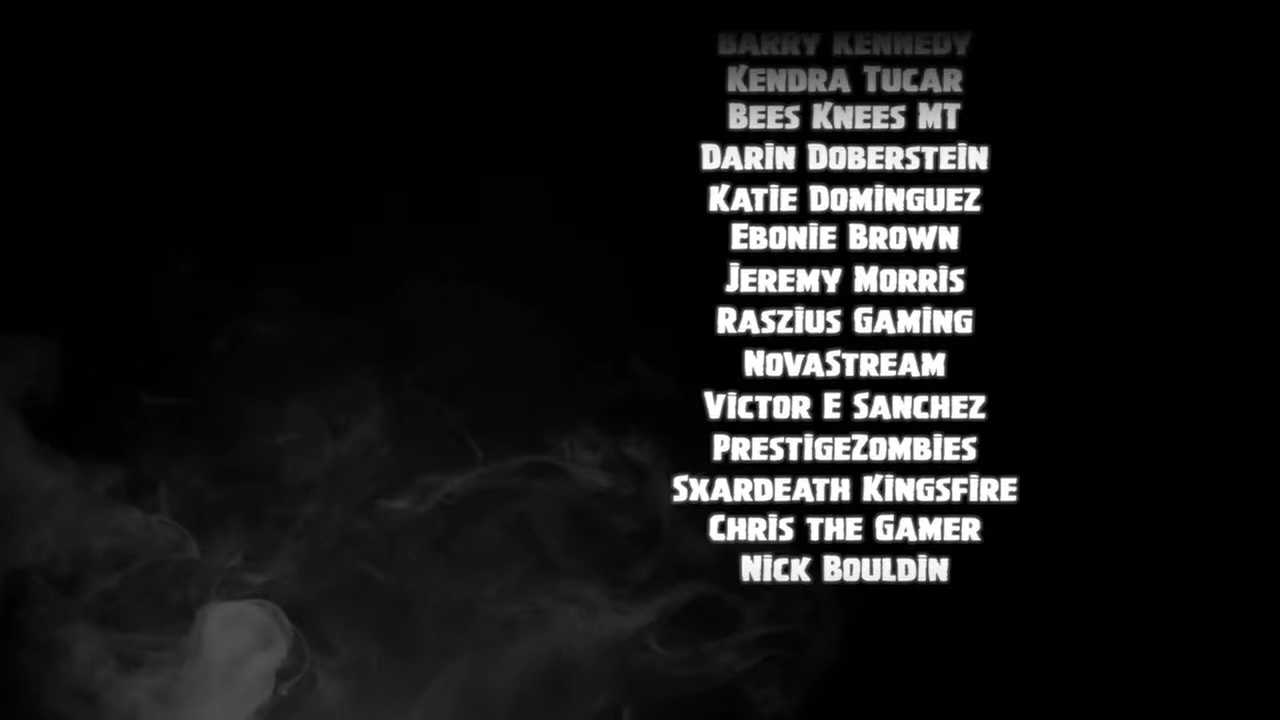 Barry Kennedy
Kendra Tucar
Bees Knees MT
Darin Doberstein
Katie Dominguez
Ebonie Brown
Jeremy Morris
Raszius Gaming
NovaStream
Victor E Sanchez
PrestigeZombies
Sxardeath Kingsfire
Chris the Gamer
Nick Bouldin